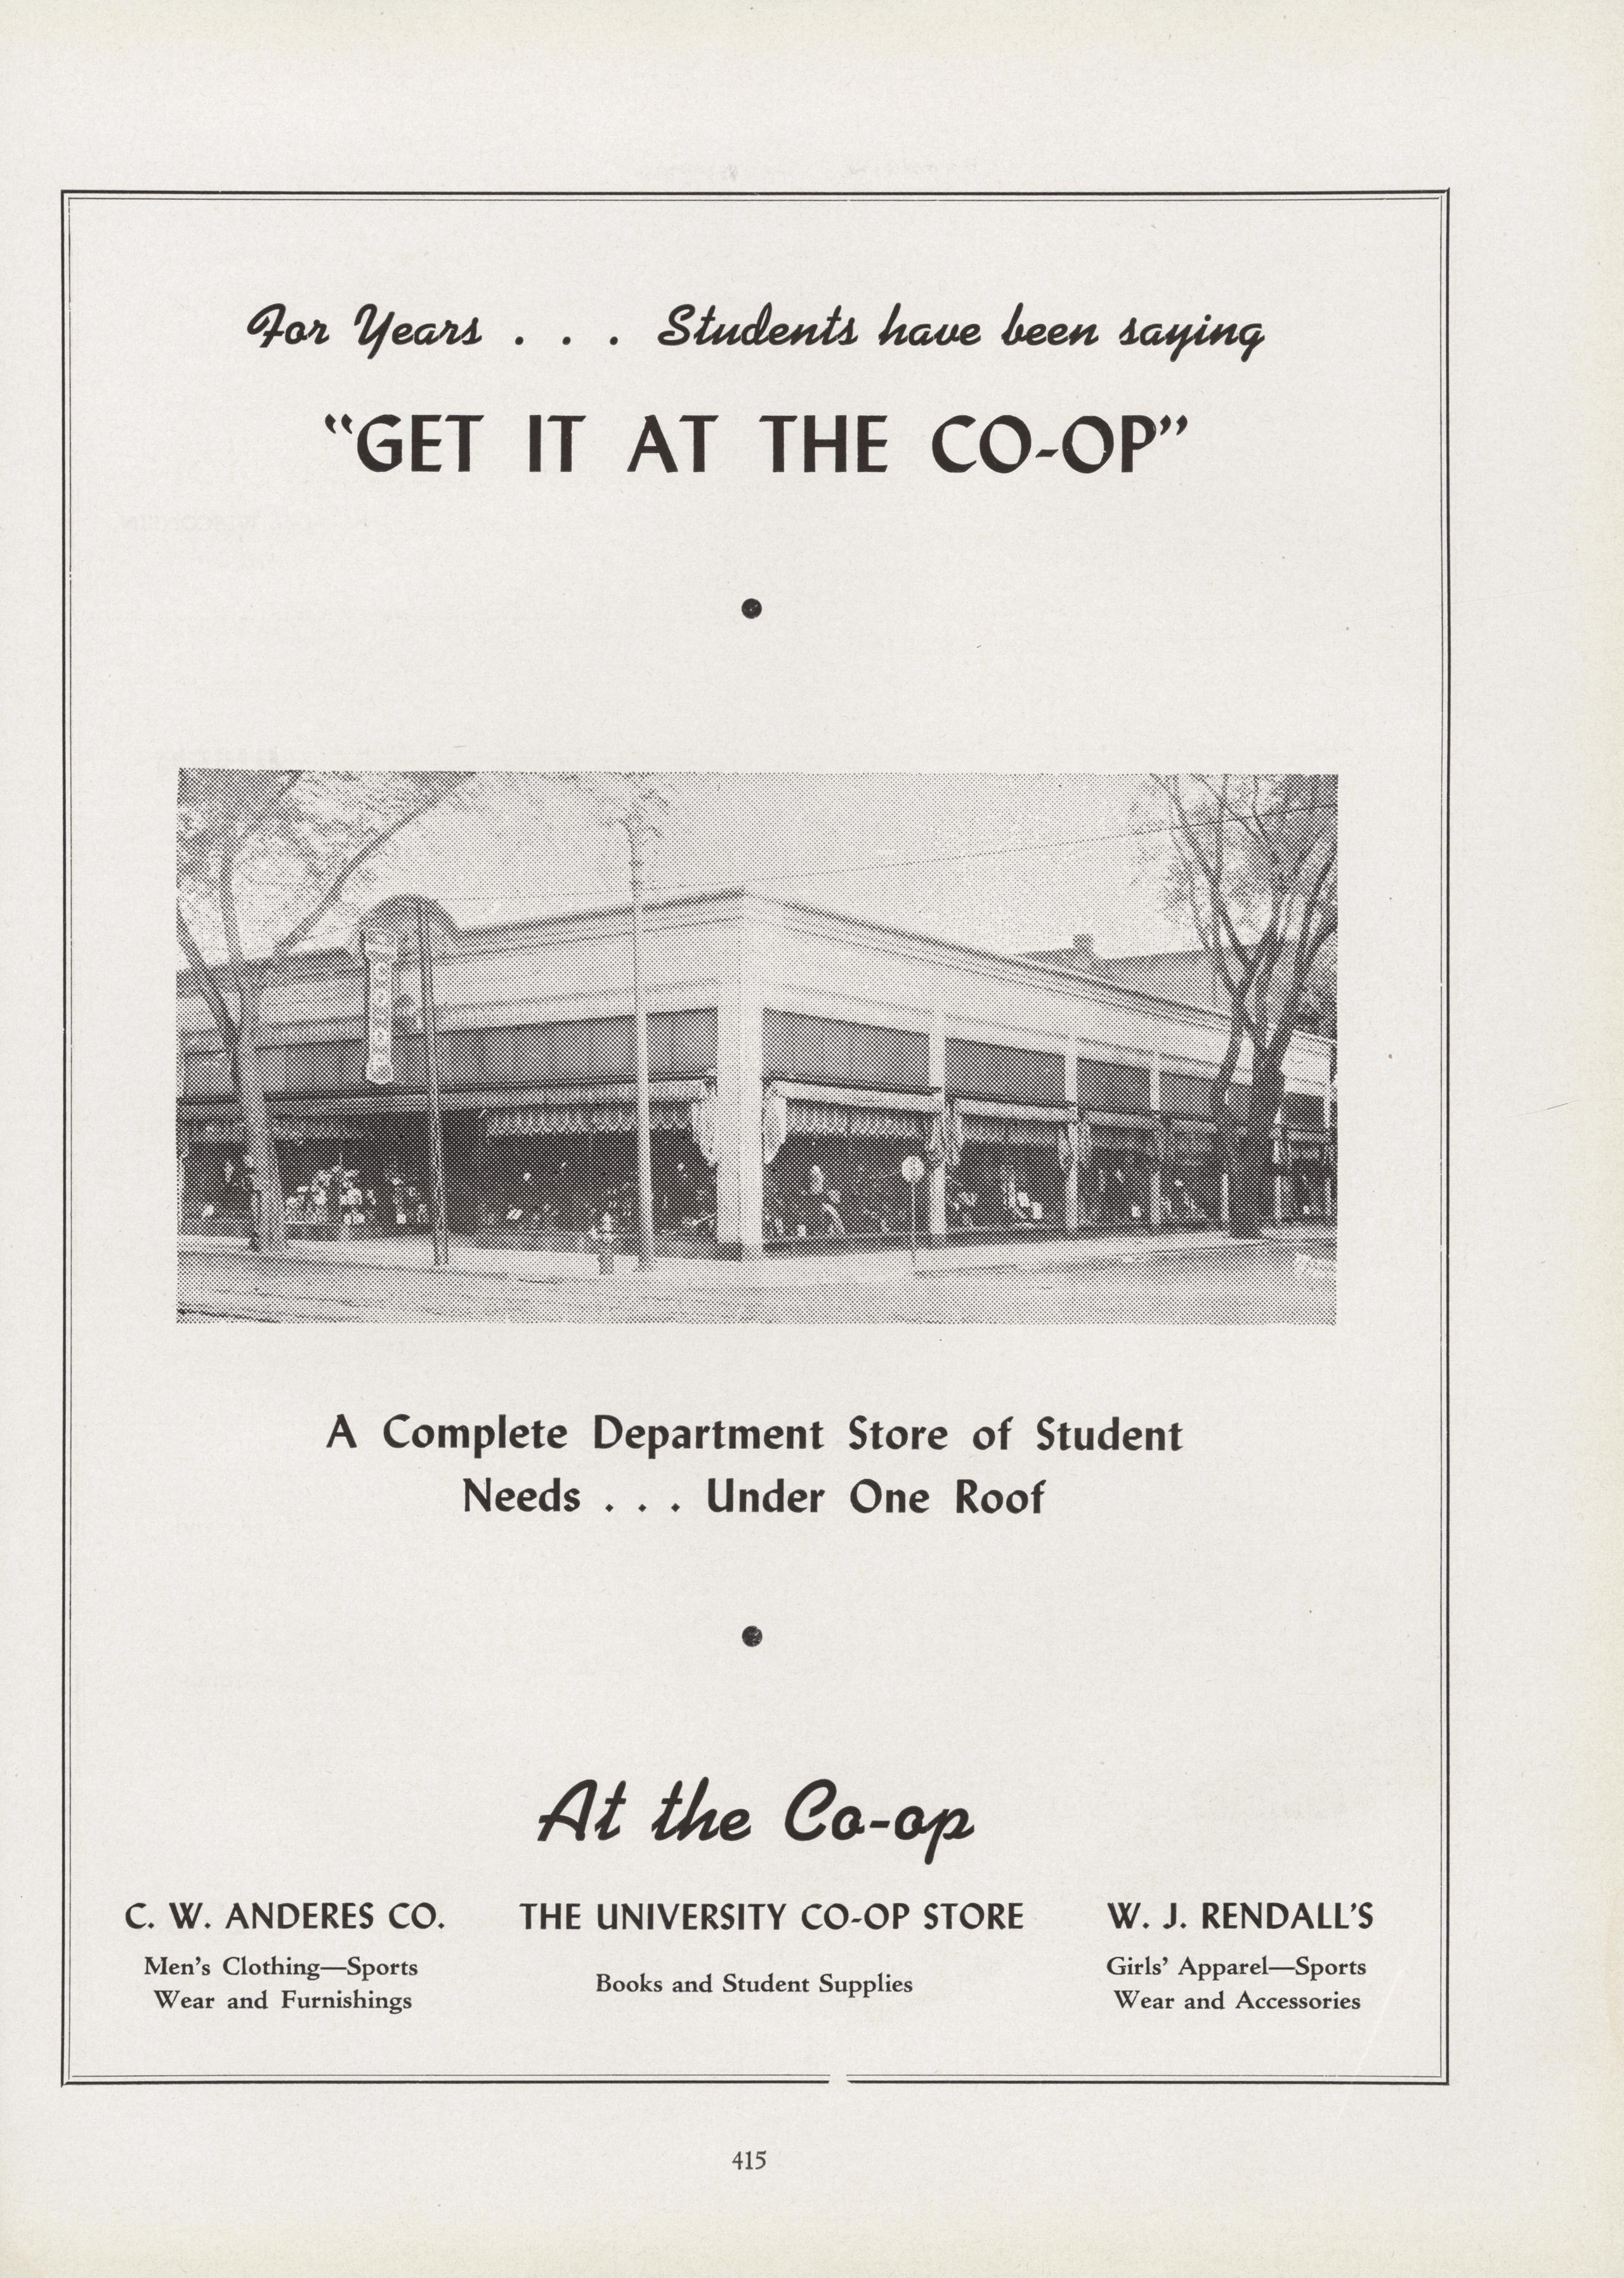 For Years . . . Students have been saying
“GET IT AT THE CO-OP”
CO-OP
A Complete Department Store of Student
Needs . . . Under One Roof
At the Co-op
C. W. ANDERES CO.
Men’s Clothing—Sports
Wear and Furnishings
THE UNIVERSITY CO-OP STORE
Books and Student Supplies
W. J. RENDALL’S
Girls’ Apparel—Sports
Wear and Accessories
415